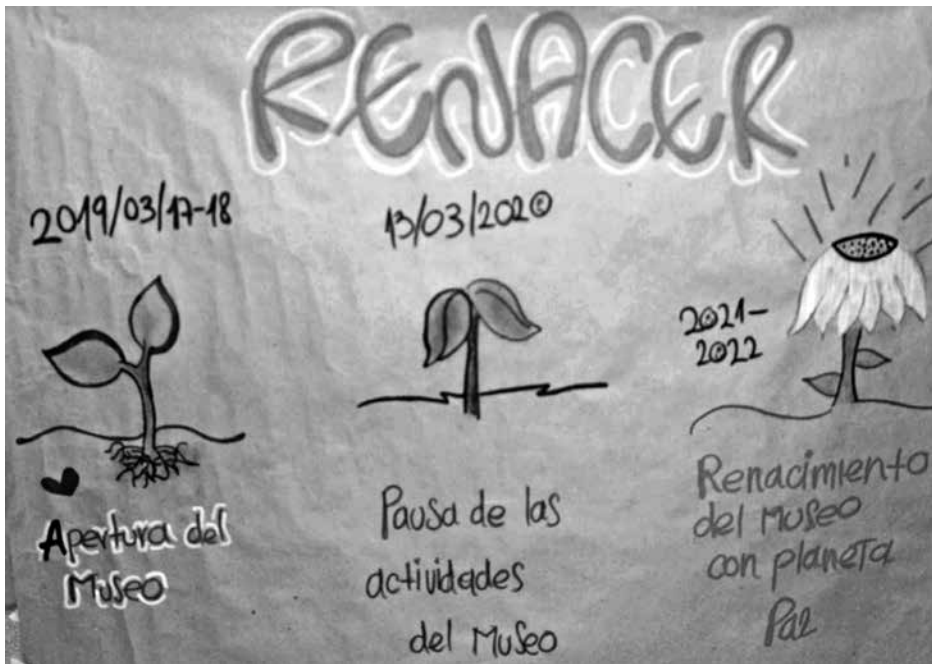 RENACER
2019/03/17-18
Apertura del
Museo
13/03/2020
Pausa de las
actividades
del Museo
2021-
2022
Renacimiento
del Museo
con planeta
Paz